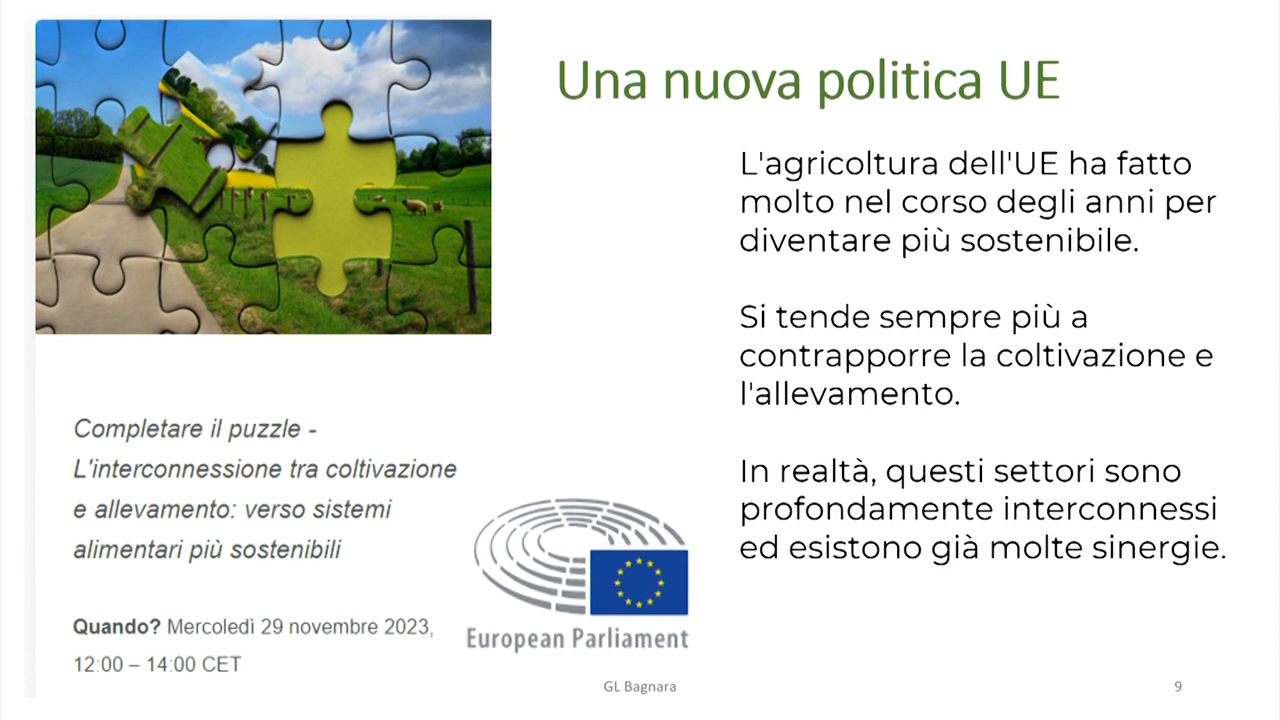 Una nuova politica UE
L'agricoltura dell'UE ha fatto
molto nel corso degli anni per
diventare più sostenibile.
Si tende sempre più a
contrapporre la coltivazione e
l'allevamento.
In realtà, questi settori sono
profondamente interconnessi
ed esistono già molte sinergie.
Completare il puzzle -
L'interconnessione tra coltivazione
e allevamento: verso sistemi
alimentari più sostenibili
Quando? Mercoledì 29 novembre 2023,
12:00 – 14:00 CET
European Parliament
GL Bagnara
9